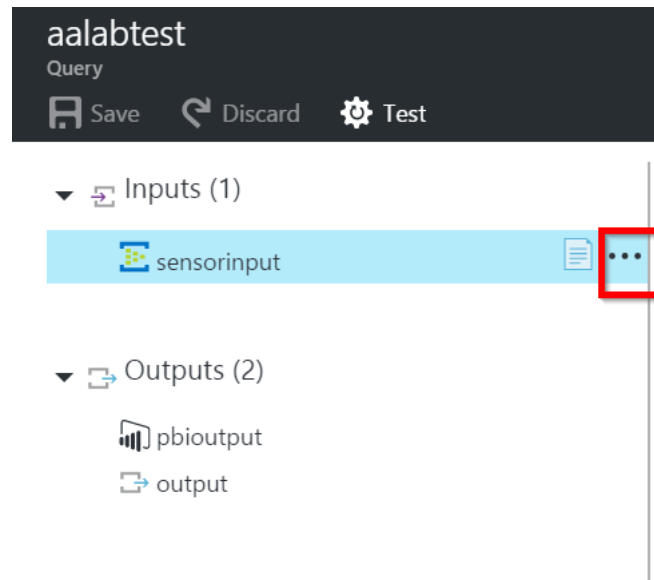 aalabtest
Query
Save Discard Test
Inputs (1)
sensorinput
Outputs (2)
pbioutput
output